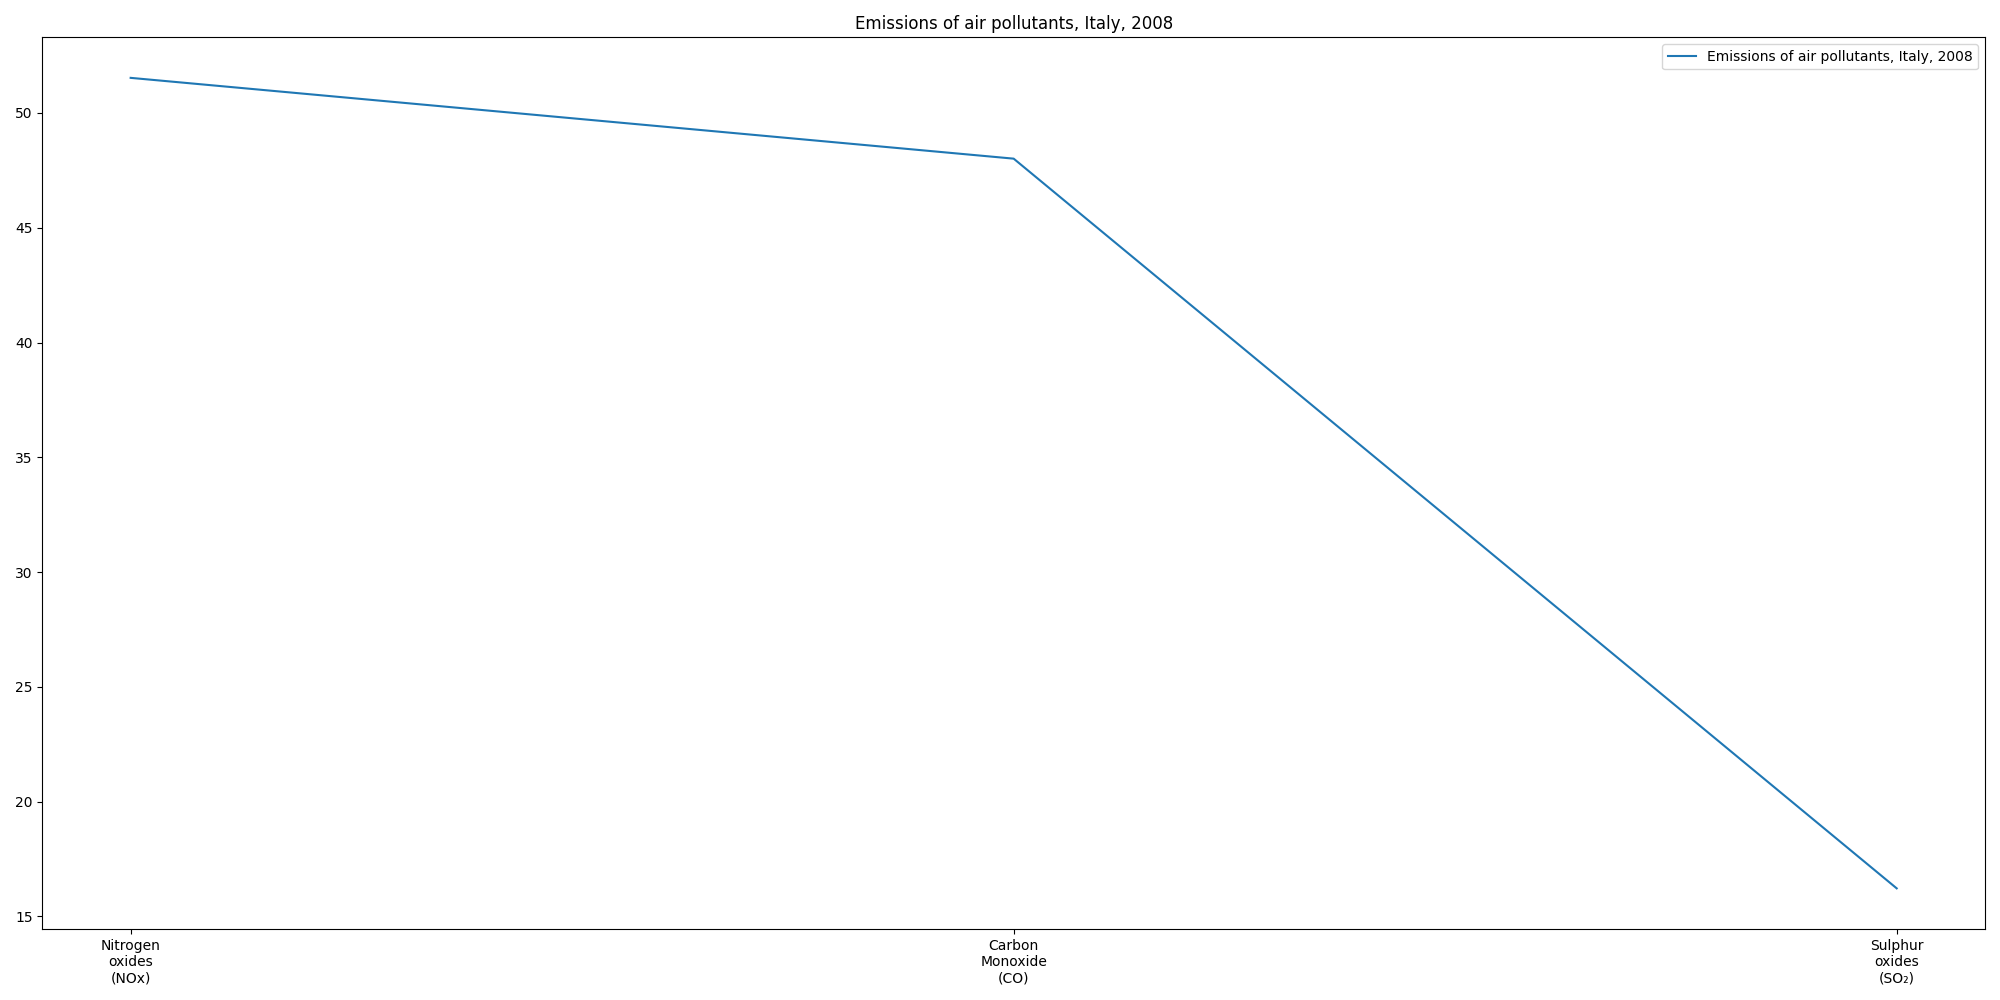 Emissions of air pollutants, Italy, 2008
Emissions of air pollutants, Italy, 2008
50
45
40
35
30
25
20
15
Nitrogen
oxides
(NOx)
Carbon
Monoxide
(CO)
Sulphur
oxides
(SO₂)